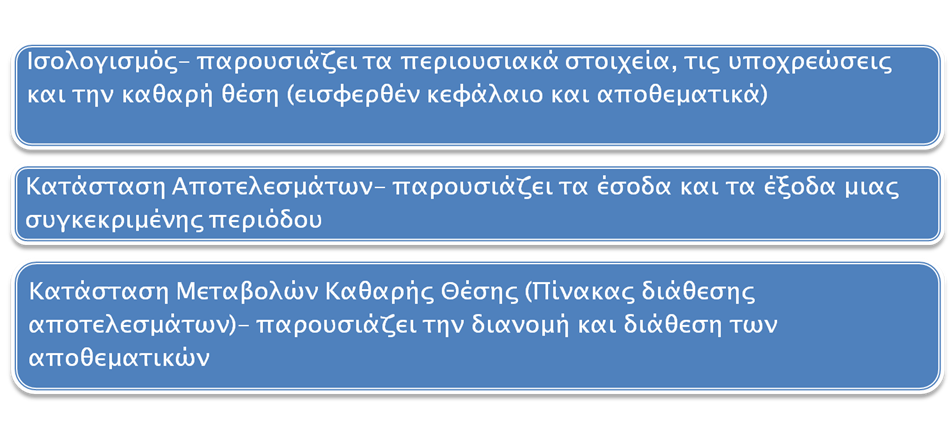 Ισολογισμός– παρουσιάζει τα περιουσιακά στοιχεία, τις υποχρεώσεις
και την καθαρή θέση (εισφερθέν κεφάλαιο και αποθεματικά)
Κατάσταση Αποτελεσμάτων– παρουσιάζει τα έσοδα και τα έξοδα μιας
συγκεκριμένης περιόδου
Κατάσταση Μεταβολών Καθαρής Θέσης (Πίνακας διάθεσης
αποτελεσμάτων)– παρουσιάζει την διανομή και διάθεση των
αποθεματικών